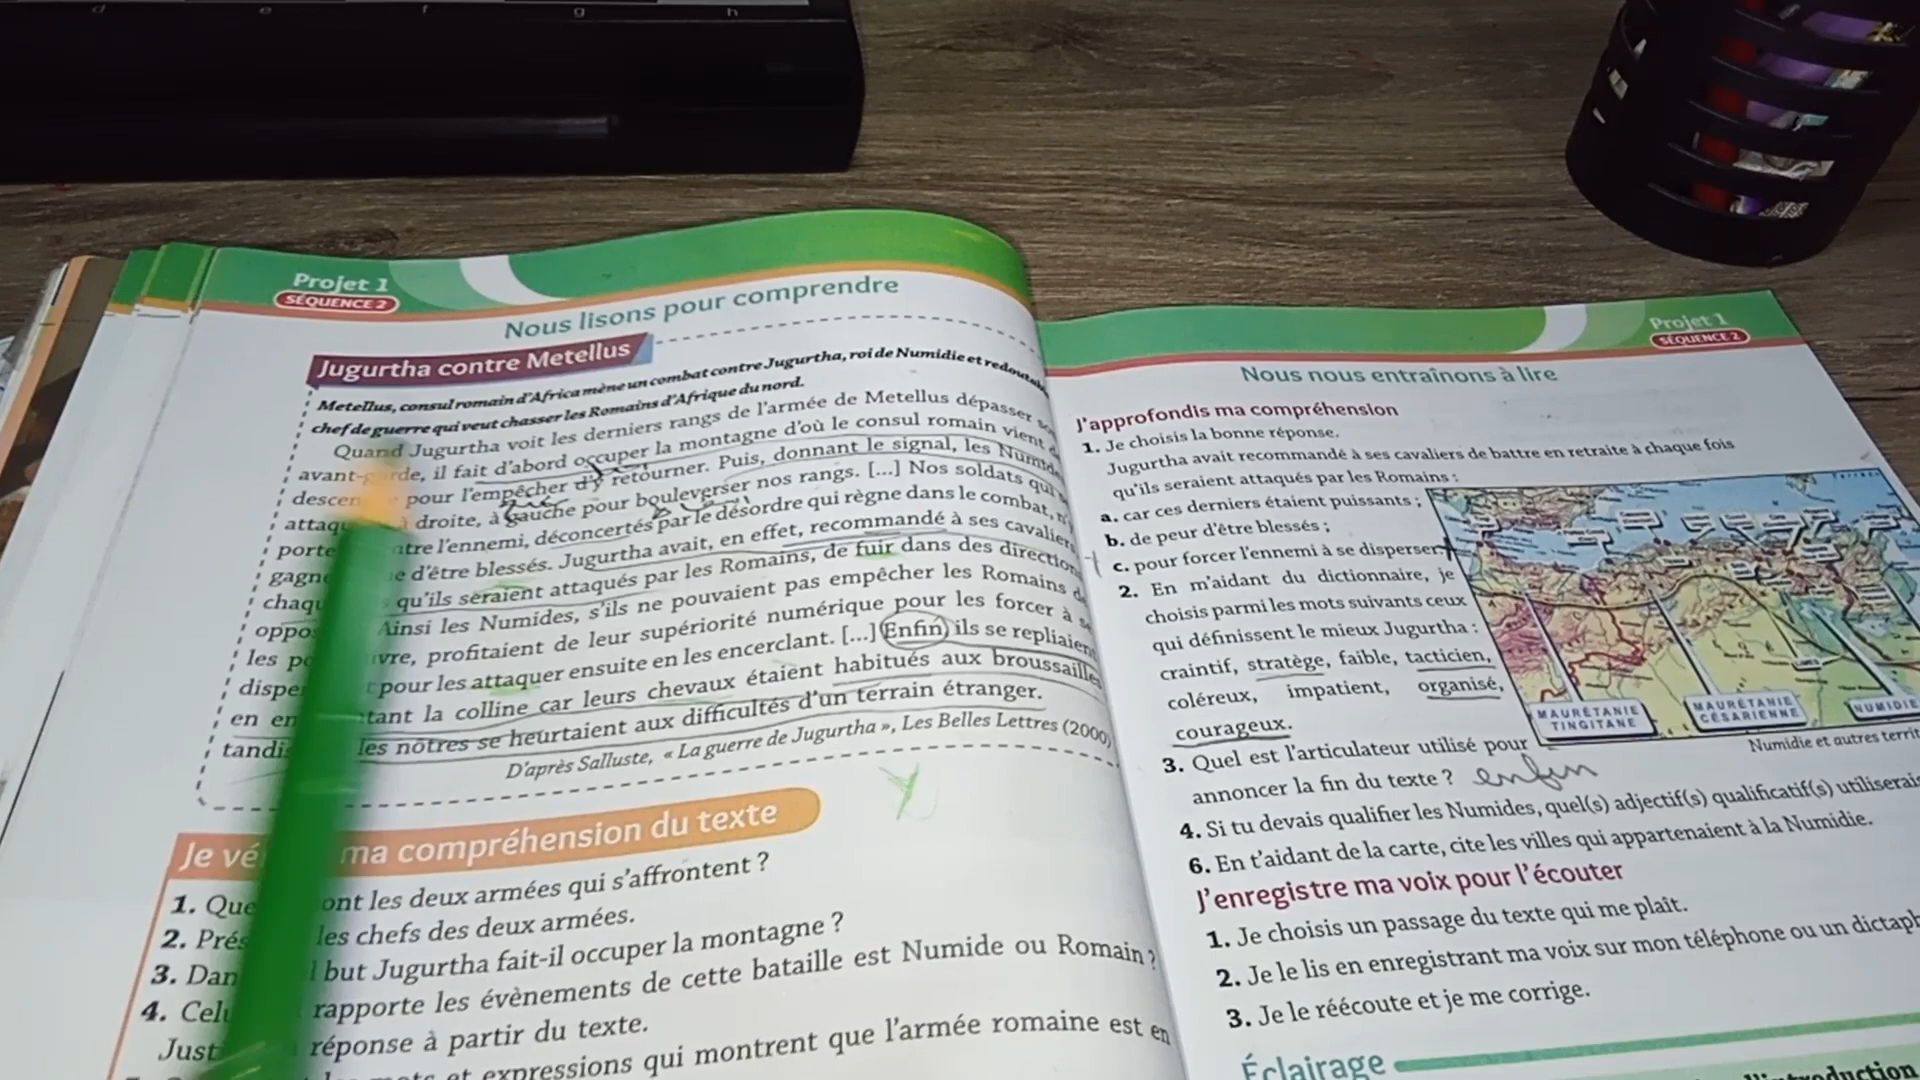 d e f g h
Projet 1
SÉQUENCE 2
Nous lisons pour comprendre
Jugurtha contre Metellus
Metellus, consul romain d'Africa mène un combat contre Jugurtha, roi de Numidie et
chef de guerre qui veut chasser les Romains d'Afrique du nord.
Quand Jugurtha voit les derniers rangs de l'armée de Metellus dépasser
il fait d'abord occuper la montagne d'où le consul romain vient
pour l'empêcher d'y retourner. Puis, donnant le signal, les
droite, à gauche pour bouleverser nos rangs. [...] Nos soldats
l'ennemi, déconcertés par le désordre qui règne dans le combat,
d'être blessés. Jugurtha avait, en effet, recommandé à ses
qu'ils seraient attaqués par les Romains, de fuir dans des
Ainsi les Numides, s'ils ne pouvaient pas empêcher les Romains
les profitaient de leur supériorité numérique pour les forcer à
pour les attaquer ensuite en les encerclant. [...] Enfin, ils se
en la colline car leurs chevaux étaient habitués aux
les nôtres se heurtaient aux difficultés d'un terrain étranger.
D'après Salluste, « La guerre de Jugurtha », Les Belles Lettres (2000)
Je ma compréhension du texte
1. les deux armées qui s'affrontent ?
2. les chefs des deux armées.
3. but Jugurtha fait-il occuper la montagne ?
4. rapporte les évènements de cette bataille est Numide ou Romain ?
réponse à partir du texte.
et expressions qui montrent que l'armée romaine est en
Projet 1
SÉQUENCE 2
Nous nous entraînons à lire
J'approfondis ma compréhension
1. Je choisis la bonne réponse.
Jugurtha avait recommandé à ses cavaliers de battre en retraite à chaque fois
qu'ils seraient attaqués par les Romains :
a. car ces derniers étaient puissants ;
b. de peur d'être blessés ;
c. pour forcer l'ennemi à se disperser.
2. En m'aidant du dictionnaire, je
choisis parmi les mots suivants ceux
qui définissent le mieux Jugurtha :
craintif, stratège, faible, tacticien,
coléreux, impatient, organisé,
courageux.
MAURÉTANIE
TINGITANE
MAURÉTANIE
CÉSARIENNE
NUMIDIE
Numidie et autres
3. Quel est l'articulateur utilisé pour
annoncer la fin du texte ? enfin
4. Si tu devais qualifier les Numides, quel(s) adjectif(s) qualificatif(s)
6. En t'aidant de la carte, cite les villes qui appartenaient à la Numidie.
J'enregistre ma voix pour l'écouter
1. Je choisis un passage du texte qui me plaît.
2. Je le lis en enregistrant ma voix sur mon téléphone ou un
3. Je le réécoute et je me corrige.
Éclairage